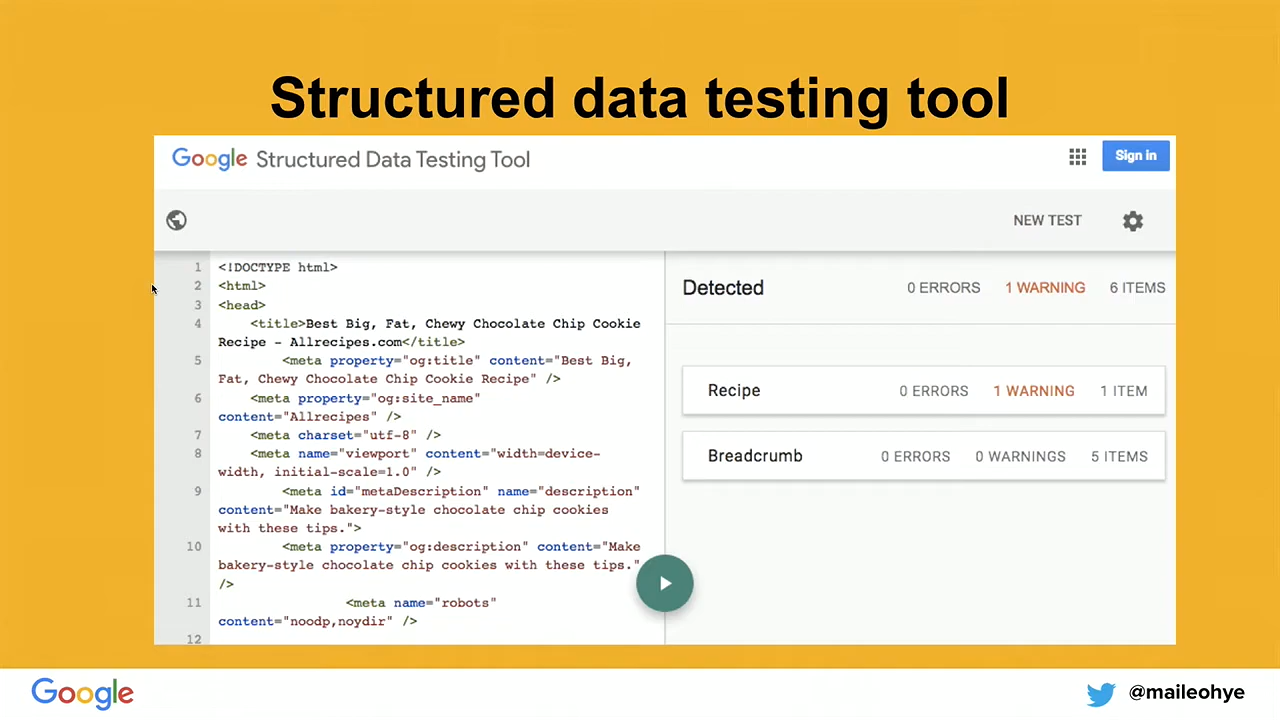 Structured data testing tool
Google Structured Data Testing Tool
Sign in
NEW TEST
1 <!DOCTYPE html>
2 <html>
3 <head>
4 <title>Best Big, Fat, Chewy Chocolate Chip Cookie
Recipe - Allrecipes.com</title>
5 <meta property="og:title" content="Best Big,
Fat, Chewy Chocolate Chip Cookie Recipe" />
6 <meta property="og:site_name"
content="Allrecipes" />
7 <meta charset="utf-8" />
8 <meta name="viewport" content="width=device-
width, initial-scale=1.0" />
9 <meta id="metaDescription" name="description"
content="Make bakery-style chocolate chip cookies
with these tips.">
10 <meta property="og:description" content="Make
bakery-style chocolate chip cookies with these tips."
/>
11 <meta name="robots"
content="noodp,noydir" />
12
Detected 0 ERRORS 1 WARNING 6 ITEMS
Recipe 0 ERRORS 1 WARNING 1 ITEM
Breadcrumb 0 ERRORS 0 WARNINGS 5 ITEMS
Google
@maileohye